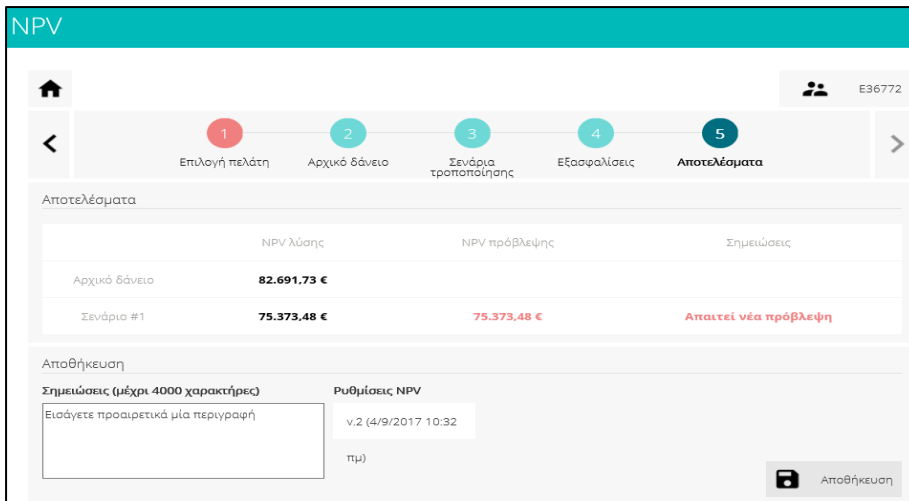 NPV
E36772
1 2 3 4 5
Επιλογή πελάτη Αρχικό δάνειο Σενάρια τροποποίησης Εξασφαλίσεις Αποτελέσματα
Αποτελέσματα
NPV λύσης NPV πρόβλεψης Σημειώσεις
Αρχικό δάνειο 82.691,73 €
Σενάριο #1 75.373,48 € 75.373,48 € Απαιτεί νέα πρόβλεψη
Αποθήκευση
Σημειώσεις (μέχρι 4000 χαρακτήρες) Ρυθμίσεις NPV
Εισάγετε προαιρετικά μία περιγραφή
v.2 (4/9/2017 10:32
πμ)
Αποθήκευση